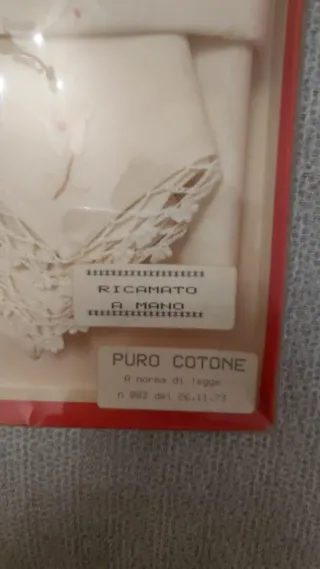 RICAMATO
A MANO
PURO COTONE
A norma di legge
n 883 del 26.11.73